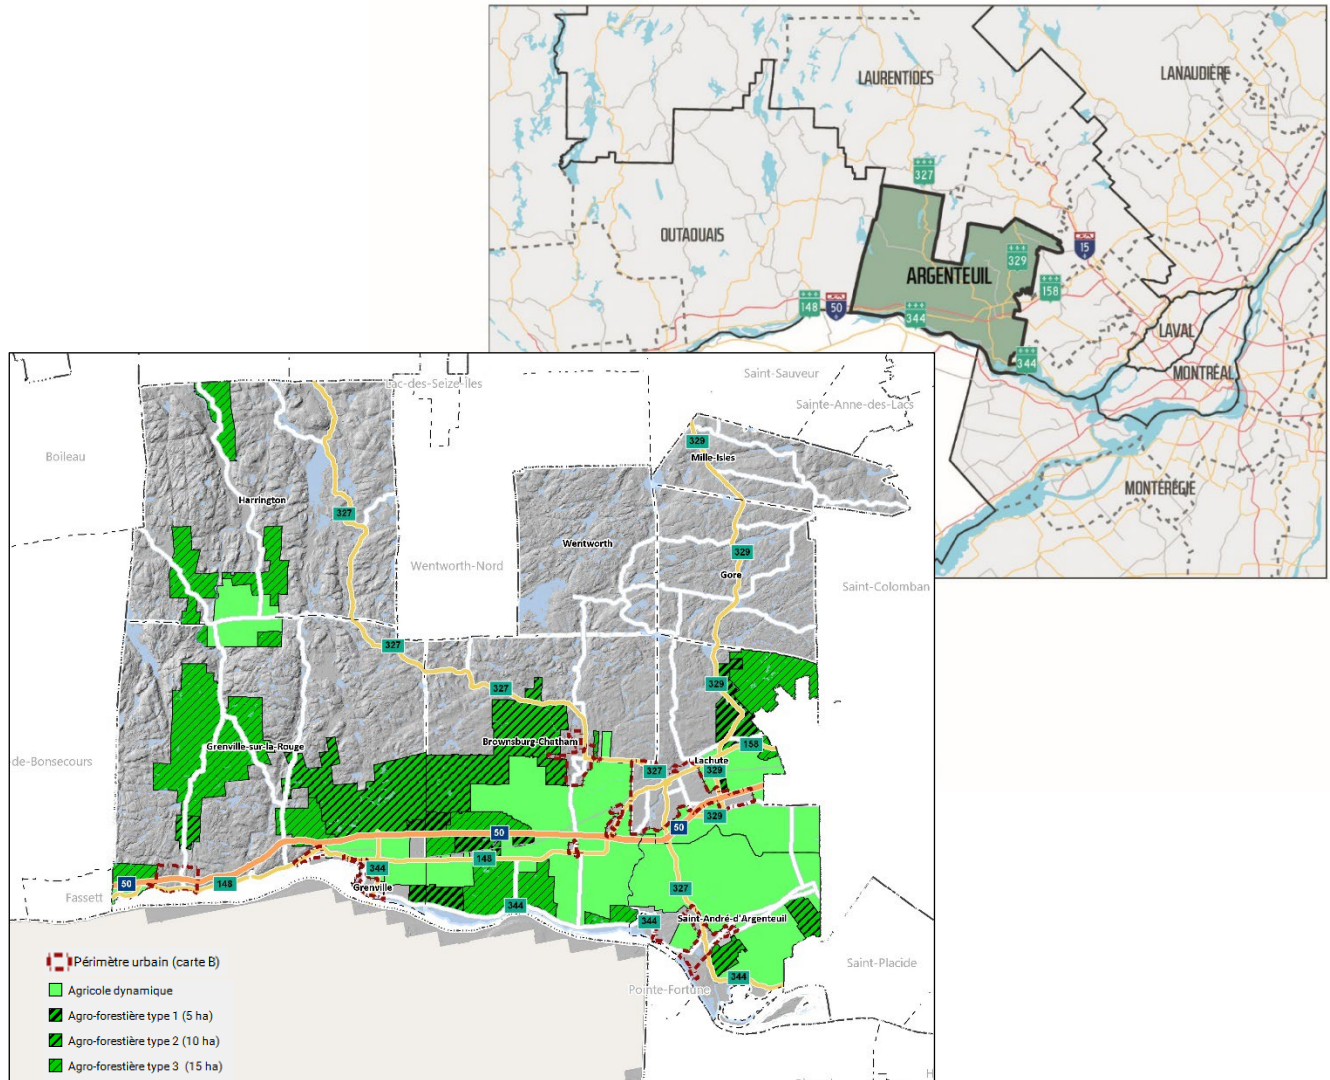 LAURENTIDES
LANAUDIÈRE
327
OUTAOUAIS
329
15
ARGENTEUIL
158
148
50
344
LAVAL
344
MONTRÉAL
MONTÉRÉGIE
Lac-des-Seize-Îles
Saint-Sauveur
Sainte-Anne-des-Lacs
329
Mille-Isles
Boileau
Harrington
327
Wentworth
329
Gore
Wentworth-Nord
Saint-Colomban
327
327
329
Grenville-sur-la-Rouge
Brownsburg-Chatham
158
de-Bonsecours
Lachute
327
329
329
50
50
148
344
50
148
Grenville
327
Fassett
344
344
Saint-André-d'Argenteuil
Saint-Placide
344
Pointe-Fortune
Périmètre urbain (carte B)
Agricole dynamique
Agro-forestière type 1 (5 ha)
Agro-forestière type 2 (10 ha)
Agro-forestière type 3 (15 ha)